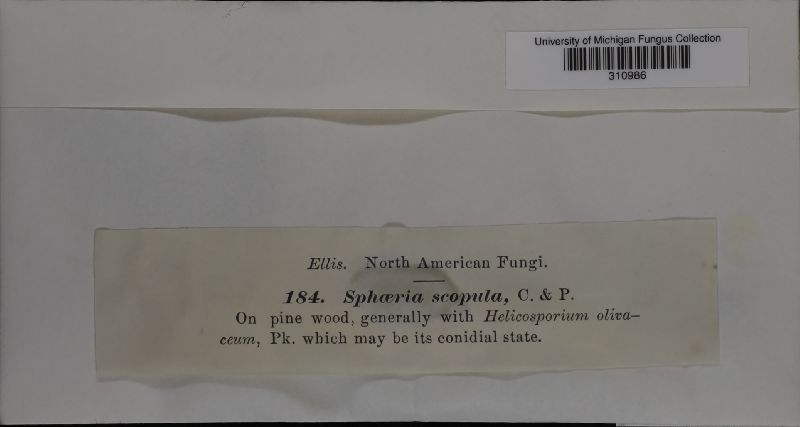 University of Michigan Fungus Collection
310986
Ellis. North American Fungi.
184. Sphæria scopula, C. & P.
On pine wood, generally with Helicosporium oliva-
ceum, Pk. which may be its conidial state.